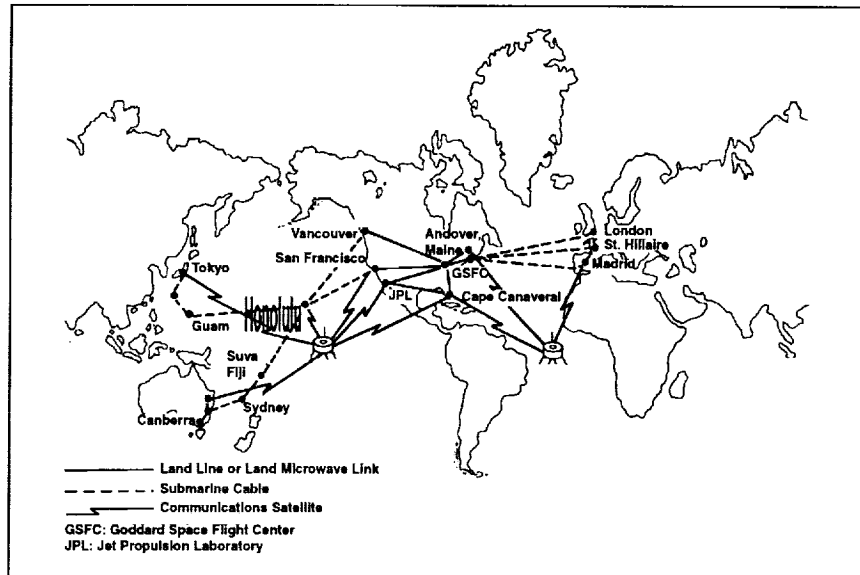 Vancouver
Andover,
Maine
London
St. Hillaire
San Francisco
GSFC
Madrid
Tokyo
JPL
Cape Canaveral
Honolulu
Guam
Suva
Fiji
Canberra
Sydney
Land Line or Land Microwave Link
Submarine Cable
Communications Satellite
GSFC: Goddard Space Flight Center
JPL: Jet Propulsion Laboratory